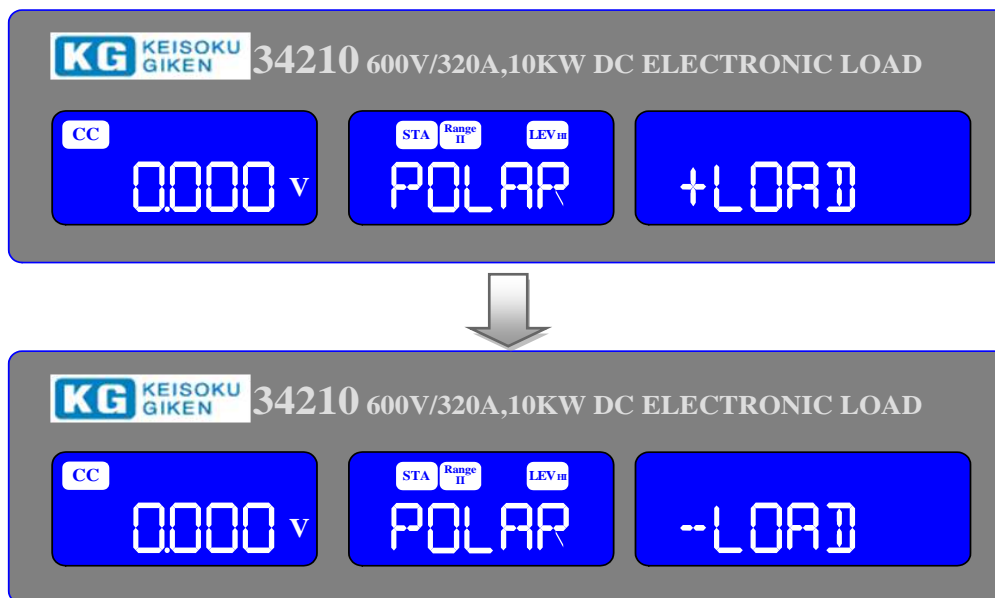 KG KEISOKU GIKEN 34210 600V/320A,10KW DC ELECTRONIC LOAD
CC STA Range II LEV HI
0.000 V POLAR +LOAD
KG KEISOKU GIKEN 34210 600V/320A,10KW DC ELECTRONIC LOAD
CC STA Range II LEV HI
0.000 V POLAR -LOAD